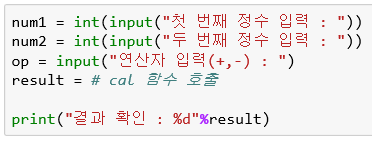 num1 = int(input("첫 번째 정수 입력 : "))
num2 = int(input("두 번째 정수 입력 : "))
op = input("연산자 입력(+,-) : ")
result = # cal 함수 호출
print("결과 확인 : %d"%result)